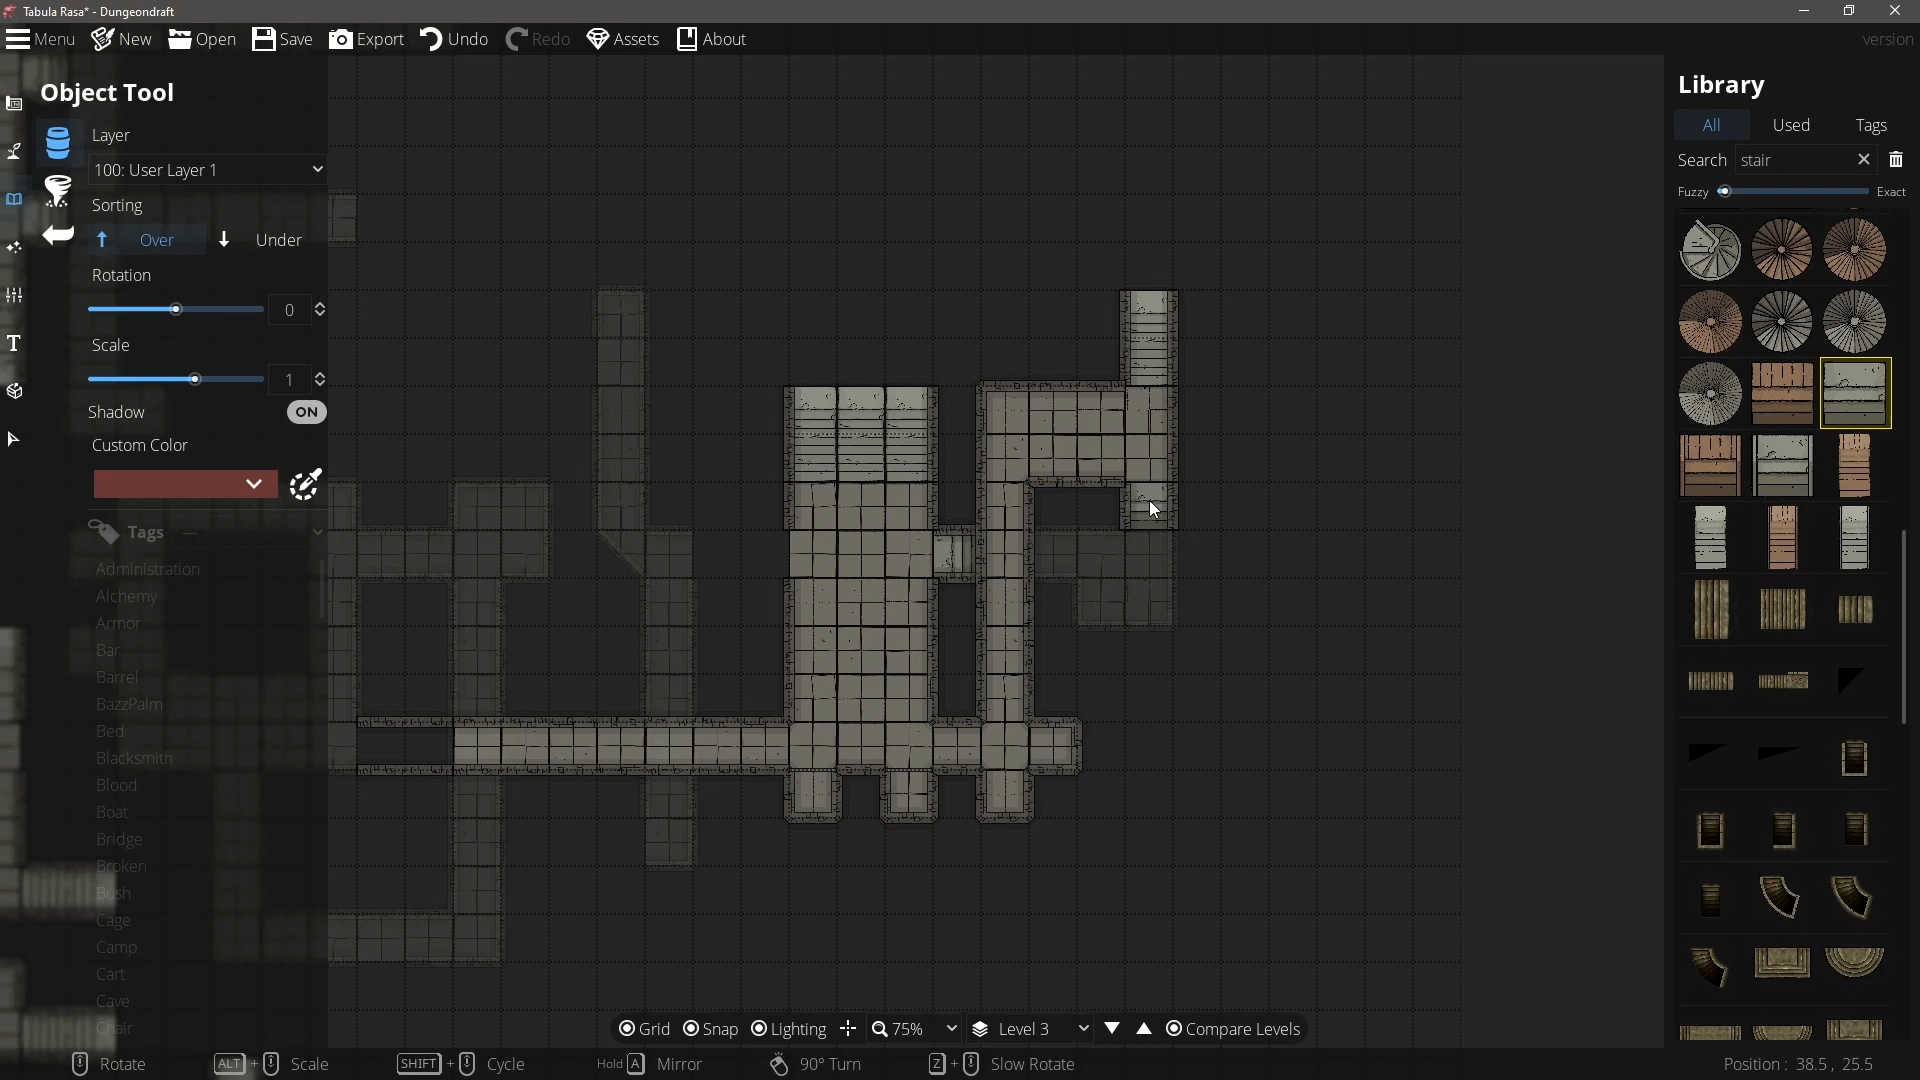 Tabula Rasa* - Dungeondraft
Menu New Open Save Export Undo Redo Assets About version
Object Tool
Layer
100: User Layer 1
Sorting
Over Under
Rotation
0
Scale
1
Shadow ON
Custom Color
Tags
Administration
Alchemy
Armor
Bar
Barrel
BazzPalm
Bed
Blacksmith
Blood
Boat
Bridge
Broken
Bush
Cage
Camp
Cart
Cave
Chair
Library
All Used Tags
Search stair
Fuzzy Exact
Grid Snap Lighting 75% Level 3 Compare Levels
Rotate ALT + Scale SHIFT + Cycle Hold A Mirror 90° Turn Z + Slow Rotate Position : 38.5 , 25.5